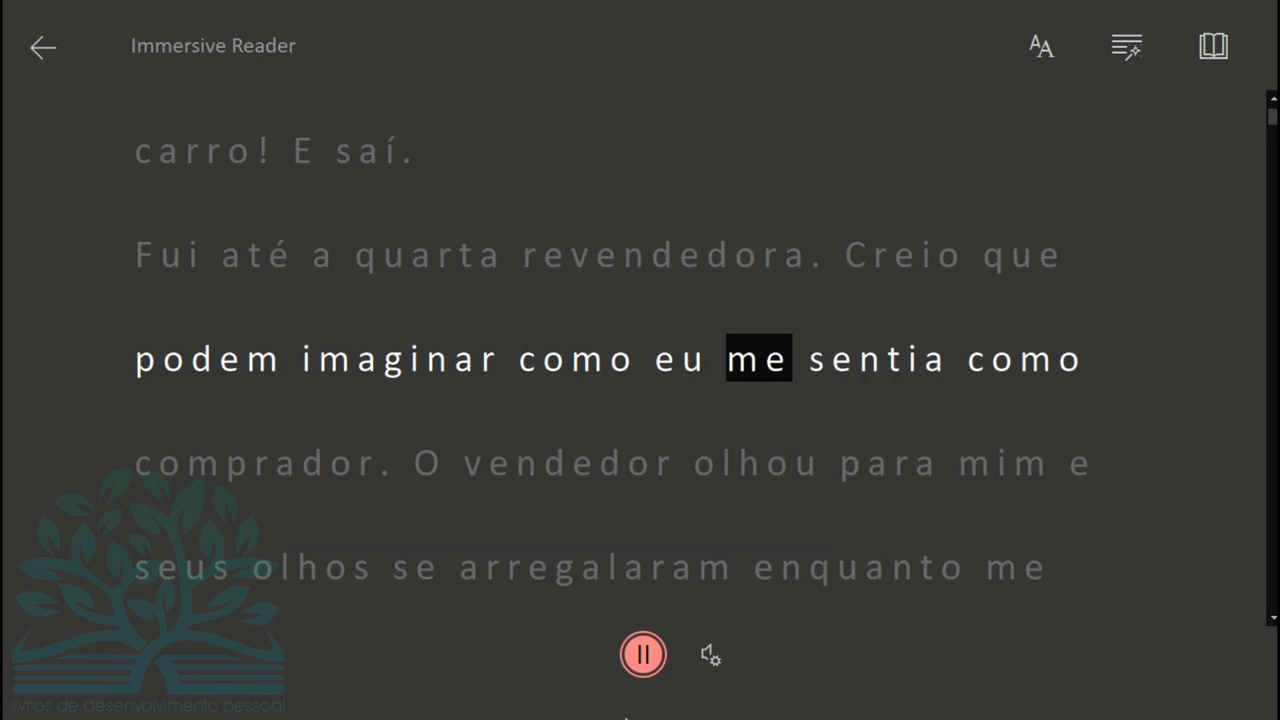 Immersive Reader
carro! E saí.
Fui até a quarta revendedora. Creio que
podem imaginar como eu me sentia como
comprador. O vendedor olhou para mim e
seus olhos se arregalaram enquanto me
livros de desenvolvimento pessoal